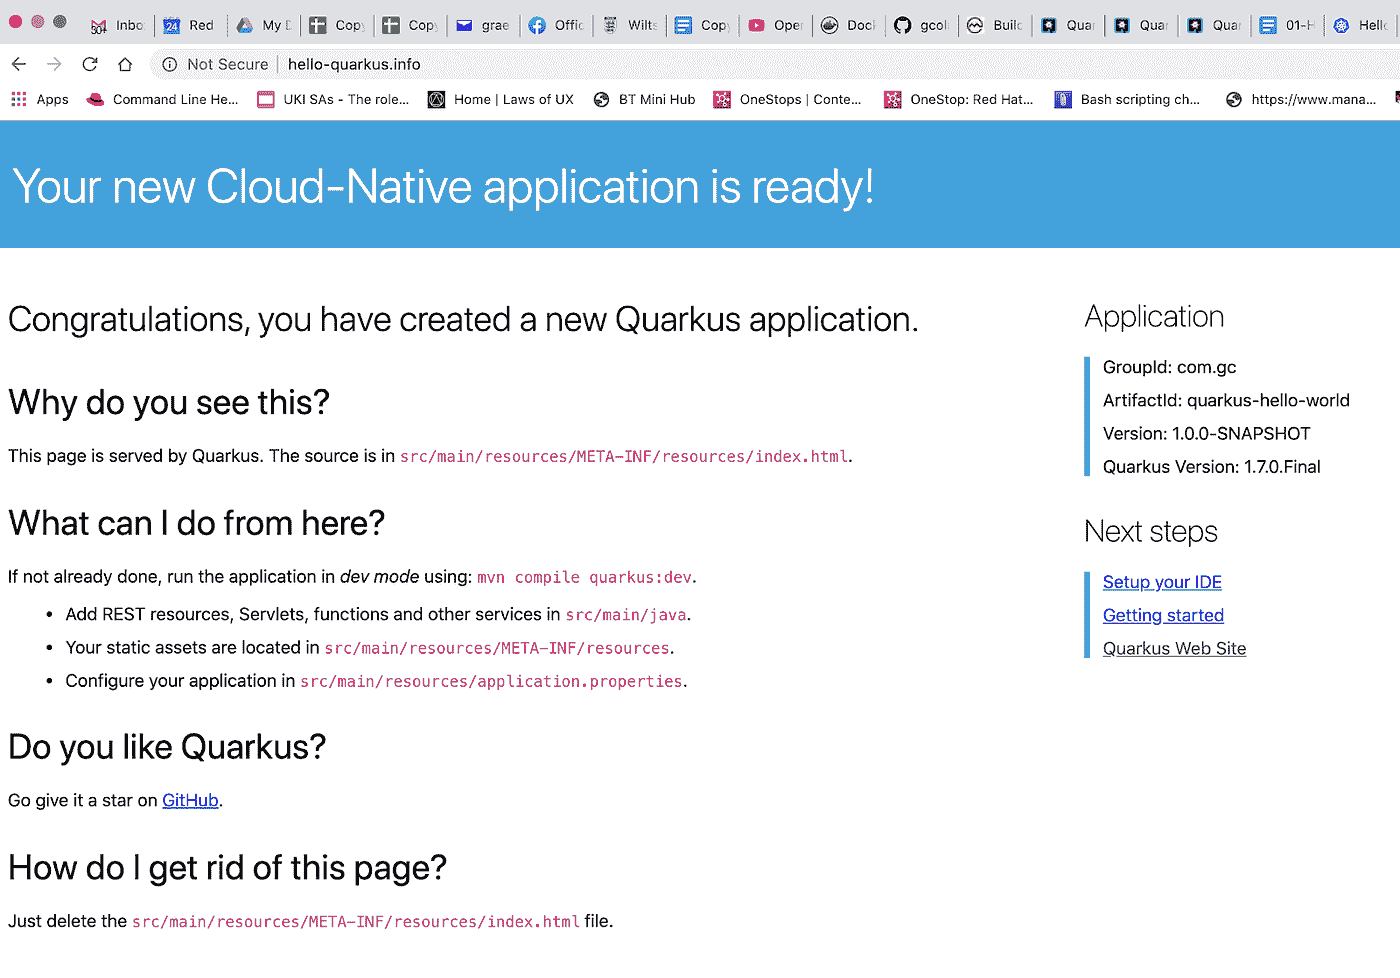 Inbo Red My D Copy Copy grae Offic Wilts Copy Oper Dock gcol Build Quar Quar Quar 01-H Hello
Not Secure hello-quarkus.info
Apps Command Line He... UKI SAs - The role... Home | Laws of UX BT Mini Hub OneStops | Conte... OneStop: Red Hat... Bash scripting ch... https://www.mana...
Your new Cloud-Native application is ready!
Congratulations, you have created a new Quarkus application.
Why do you see this?
This page is served by Quarkus. The source is in src/main/resources/META-INF/resources/index.html.
What can I do from here?
If not already done, run the application in dev mode using: mvn compile quarkus:dev.
• Add REST resources, Servlets, functions and other services in src/main/java.
• Your static assets are located in src/main/resources/META-INF/resources.
• Configure your application in src/main/resources/application.properties.
Do you like Quarkus?
Go give it a star on GitHub.
How do I get rid of this page?
Just delete the src/main/resources/META-INF/resources/index.html file.
Application
GroupId: com.gc
ArtifactId: quarkus-hello-world
Version: 1.0.0-SNAPSHOT
Quarkus Version: 1.7.0.Final
Next steps
Setup your IDE
Getting started
Quarkus Web Site